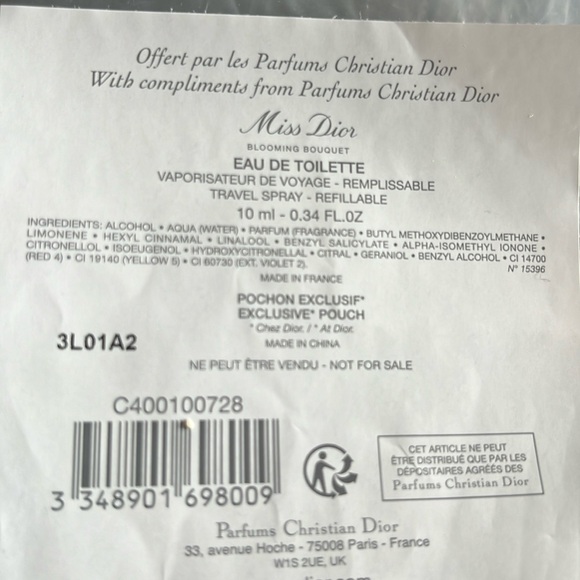 Offert par les Parfums Christian Dior
With compliments from Parfums Christian Dior
Miss Dior
BLOOMING BOUQUET
EAU DE TOILETTE
VAPORISATEUR DE VOYAGE - REMPLISSABLE
TRAVEL SPRAY - REFILLABLE
10 ml - 0.34 FL.OZ
INGREDIENTS: ALCOHOL • AQUA (WATER) • PARFUM (FRAGRANCE) • BUTYL METHOXYDIBENZOYLMETHANE •
LIMONENE • HEXYL CINNAMAL • LINALOOL • BENZYL SALICYLATE • ALPHA-ISOMETHYL IONONE •
CITRONELLOL • ISOEUGENOL • HYDROXYCITRONELLAL • CITRAL • GERANIOL • BENZYL ALCOHOL • CI 14700
(RED 4) • CI 19140 (YELLOW 5) • CI 60730 (EXT. VIOLET 2). N° 15396
MADE IN FRANCE
POCHON EXCLUSIF*
EXCLUSIVE* POUCH
* Chez Dior. / * At Dior.
MADE IN CHINA
3L01A2
NE PEUT ÊTRE VENDU - NOT FOR SALE
C400100728
3 348901 698009
CET ARTICLE NE PEUT
ÊTRE DISTRIBUÉ QUE PAR LES
DÉPOSITAIRES AGRÉÉS DES
Parfums Christian Dior
Parfums Christian Dior
33, avenue Hoche - 75008 Paris - France
W1S 2UE, UK